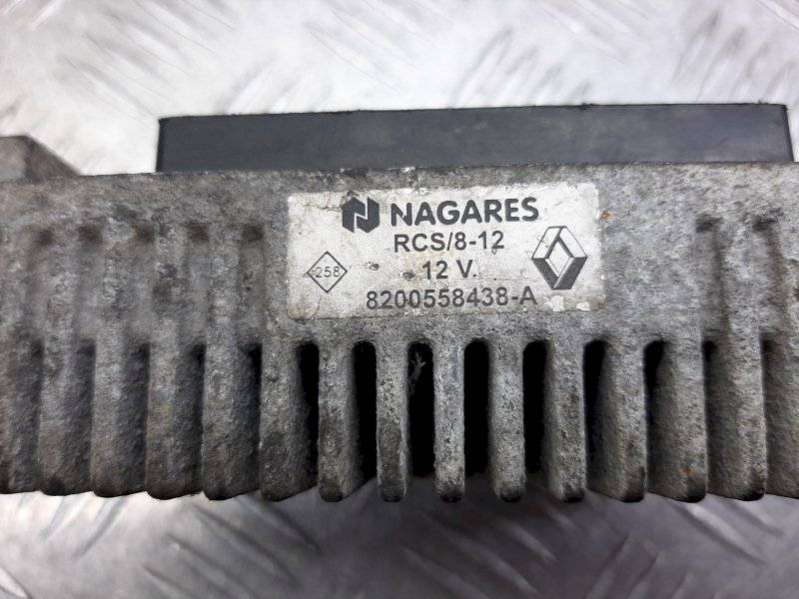 NAGARES
RCS/8-12
258
12 V.
8200558438-A